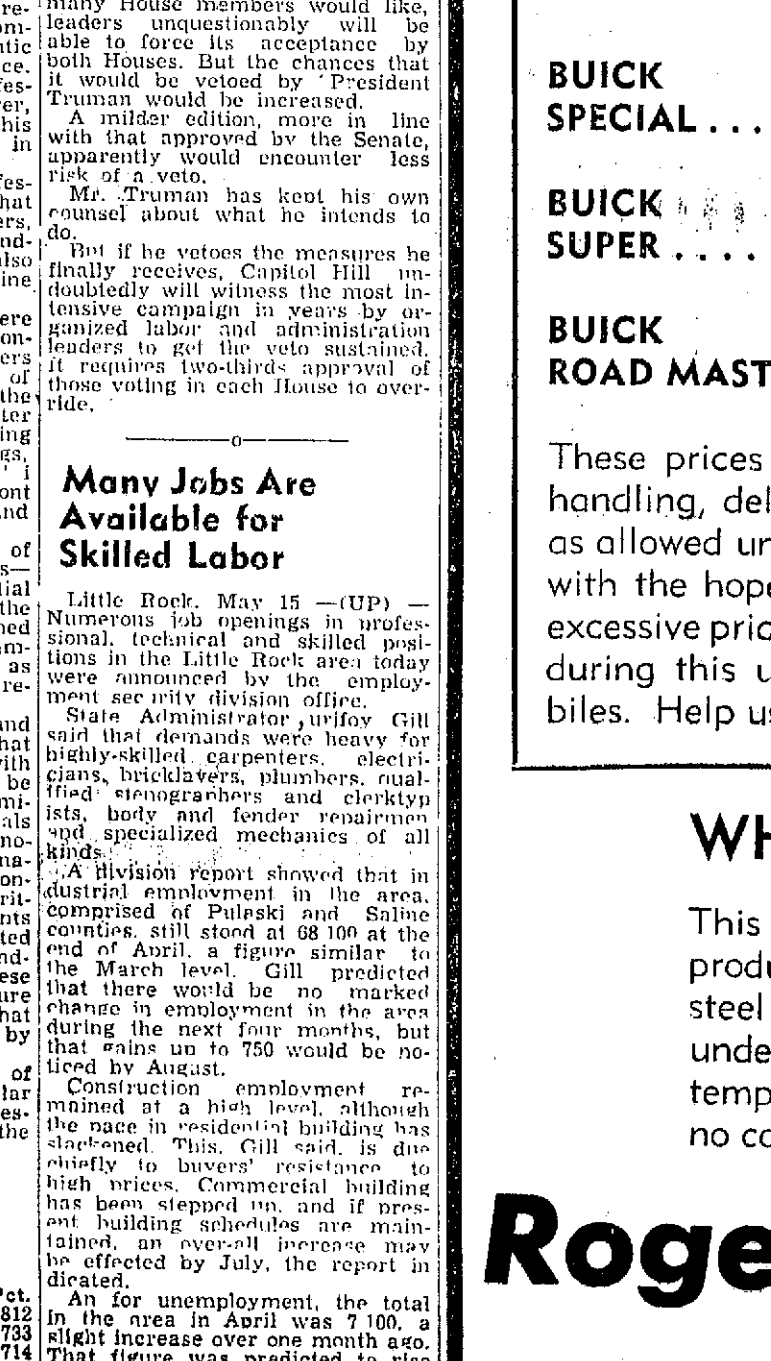 many House members would like,
leaders unquestionably will be
able to force its acceptance by
both Houses. But the chances that
it would be vetoed by President
Truman would be increased.
A milder edition, more in line
with that approved by the Senate,
apparently would encounter less
risk of a veto.
Mr. Truman has kept his own
counsel about what he intends to
do.
But if he vetoes the measures he
finally receives, Capitol Hill un-
doubtedly will witness the most in-
tensive campaign in years by or-
ganized labor and administration
leaders to get the veto sustained.
It requires two-thirds approval of
those voting in each House to over-
ride.
Many Jobs Are
Available for
Skilled Labor
Little Rock, May 15 —(UP) —
Numerous job openings in profes-
sional, technical and skilled posi-
tions in the Little Rock area today
were announced by the employ-
ment security division office.
State Administrator urifoy Gill
said that demands were heavy for
highly-skilled carpenters, electri-
cians, bricklayers, plumbers, qual-
ified stenographers and clerktyp
ists, body and fender repairmen
and specialized mechanics of all
kinds.
A division report showed that in
dustrial employment in the area,
comprised of Pulaski and Saline
counties, still stood at 68 100 at the
end of April, a figure similar to
the March level. Gill predicted
that there would be no marked
change in employment in the area
during the next four months, but
that gains up to 750 would be no-
ticed by August.
Construction employment re-
mained at a high level, although
the pace in residential building has
slackened. This, Gill said, is due
chiefly to buyers' resistance to
high prices. Commercial building
has been stepped up, and if pres-
ent building schedules are main-
tained, an over-all increase may
be effected by July, the report in
dicated.
An for unemployment, the total
in the area in April was 7 100, a
slight increase over one month ago.
That figure was predicted to rise
BUICK
SPECIAL...
BUICK
SUPER....
BUICK
ROAD MAST
These prices
handling, del
as allowed un
with the hope
excessive pric
during this u
biles. Help us
WH
This
produ
steel
unde
temp
no co
Roge